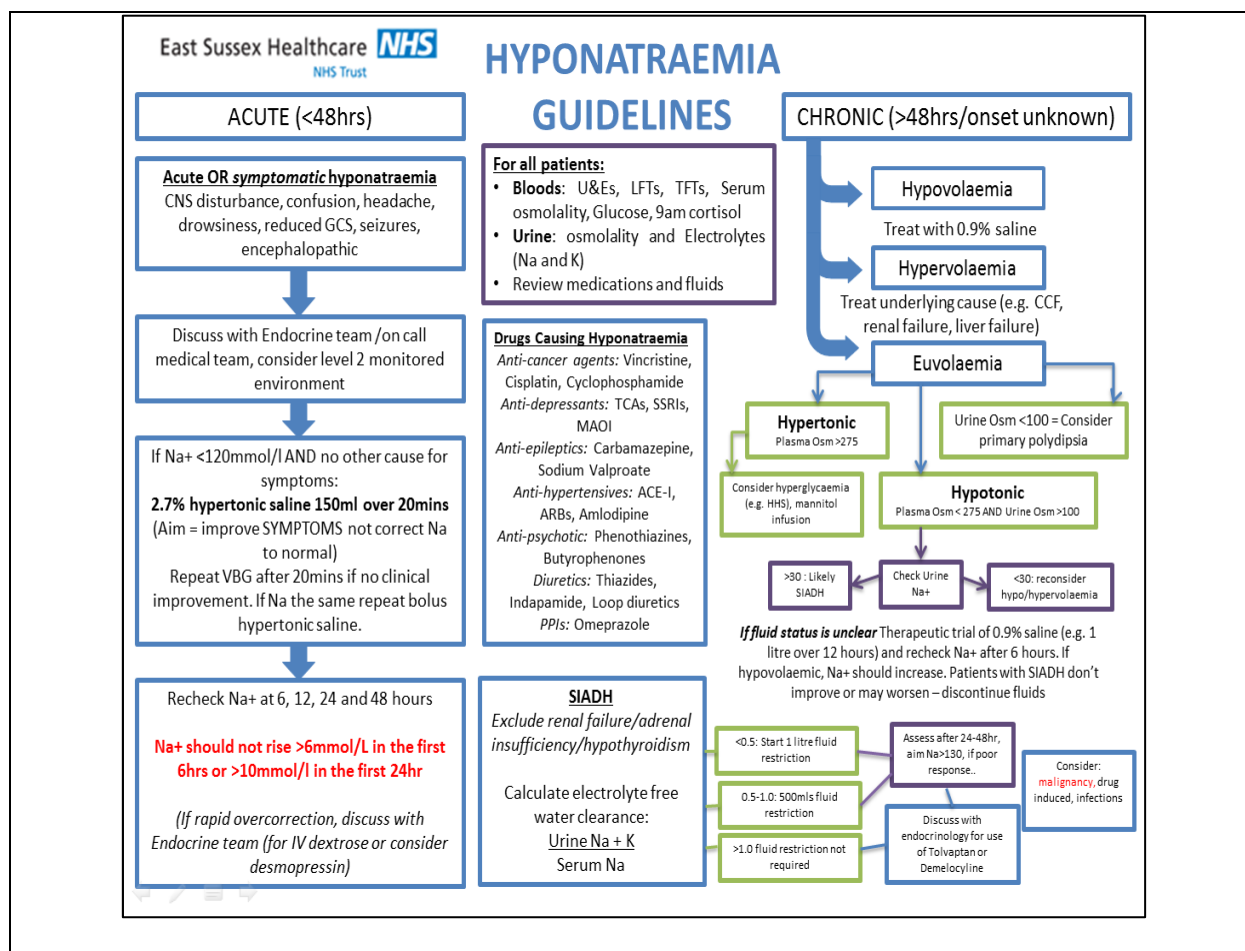 East Sussex Healthcare NHS
NHS Trust
HYPONATRAEMIA
GUIDELINES
ACUTE (<48hrs)
Acute OR symptomatic hyponatraemia
CNS disturbance, confusion, headache,
drowsiness, reduced GCS, seizures,
encephalopathic
Discuss with Endocrine team /on call
medical team, consider level 2 monitored
environment
If Na+ <120mmol/l AND no other cause for
symptoms:
2.7% hypertonic saline 150ml over 20mins
(Aim = improve SYMPTOMS not correct Na
to normal)
Repeat VBG after 20mins if no clinical
improvement. If Na the same repeat bolus
hypertonic saline.
Recheck Na+ at 6, 12, 24 and 48 hours
Na+ should not rise >6mmol/L in the first
6hrs or >10mmol/l in the first 24hr
(If rapid overcorrection, discuss with
Endocrine team (for IV dextrose or consider
desmopressin)
For all patients:
• Bloods: U&Es, LFTs, TFTs, Serum
osmolality, Glucose, 9am cortisol
• Urine: osmolality and Electrolytes
(Na and K)
• Review medications and fluids
Drugs Causing Hyponatraemia
Anti-cancer agents: Vincristine,
Cisplatin, Cyclophosphamide
Anti-depressants: TCAs, SSRIs,
MAOI
Anti-epileptics: Carbamazepine,
Sodium Valproate
Anti-hypertensives: ACE-I,
ARBs, Amlodipine
Anti-psychotic: Phenothiazines,
Butyrophenones
Diuretics: Thiazides,
Indapamide, Loop diuretics
PPIs: Omeprazole
CHRONIC (>48hrs/onset unknown)
Hypovolaemia
Treat with 0.9% saline
Hypervolaemia
Treat underlying cause (e.g. CCF,
renal failure, liver failure)
Euvolaemia
Hypertonic
Plasma Osm >275
Urine Osm <100 = Consider
primary polydipsia
Consider hyperglycaemia
(e.g. HHS), mannitol
infusion
Hypotonic
Plasma Osm < 275 AND Urine Osm >100
>30 : Likely
SIADH
Check Urine
Na+
<30: reconsider
hypo/hypervolaemia
If fluid status is unclear Therapeutic trial of 0.9% saline (e.g. 1
litre over 12 hours) and recheck Na+ after 6 hours. If
hypovolaemic, Na+ should increase. Patients with SIADH don't
improve or may worsen – discontinue fluids
SIADH
Exclude renal failure/adrenal
insufficiency/hypothyroidism
Calculate electrolyte free
water clearance:
Urine Na + K
Serum Na
<0.5: Start 1 litre fluid
restriction
0.5-1.0: 500mls fluid
restriction
>1.0 fluid restriction not
required
Assess after 24-48hr,
aim Na>130, if poor
response..
Discuss with
endocrinology for use
of Tolvaptan or
Demelocyline
Consider:
malignancy, drug
induced, infections